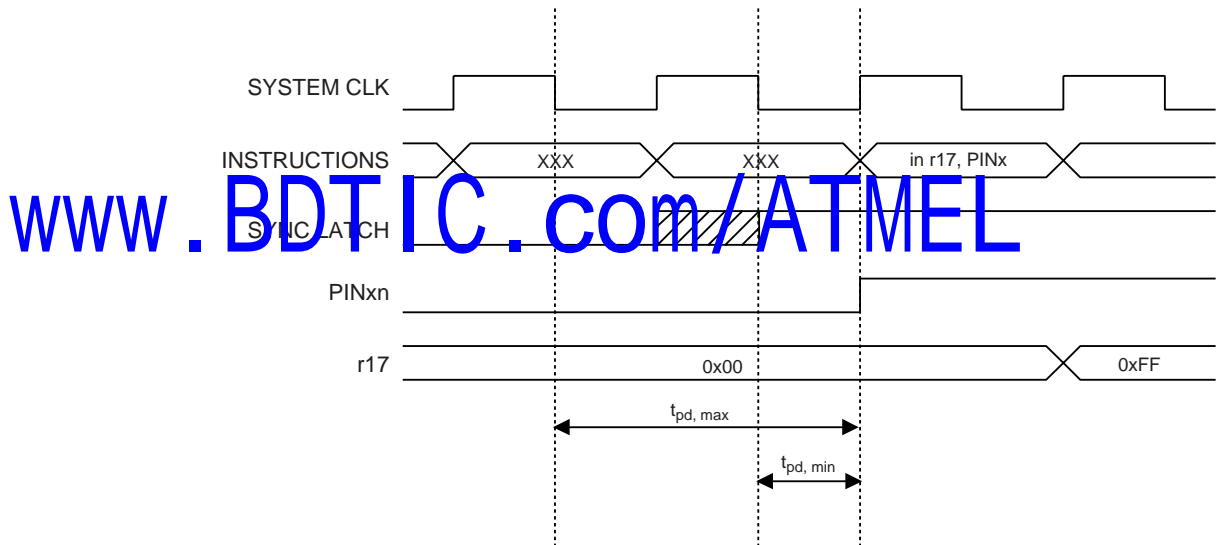 SYSTEM CLK
INSTRUCTIONS
XXX
XXX
in r17, PINx
www.BDTIC.com/ATMEL
SYNC LATCH
PINxn
r17
0x00
0xFF
tpd, max
tpd, min